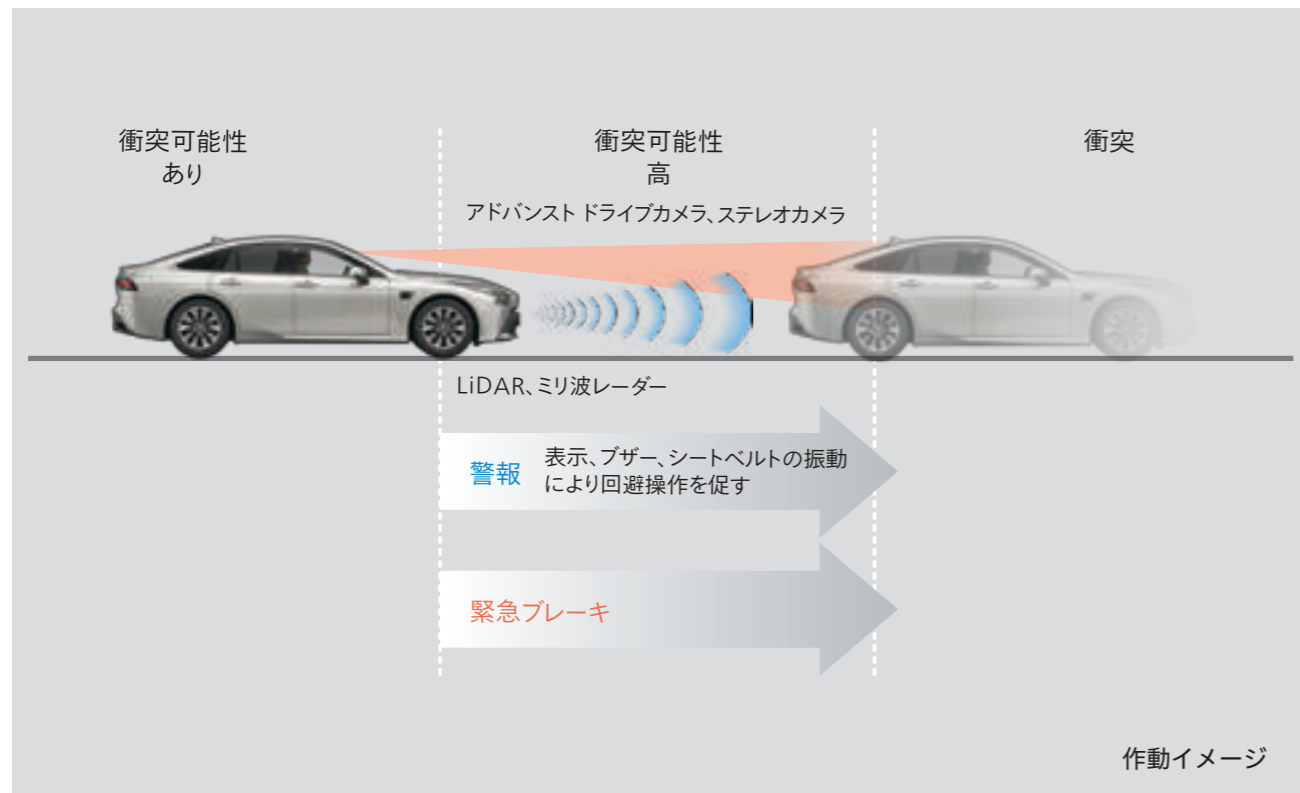 衝突可能性
あり
衝突可能性
高
衝突
アドバンスト ドライブカメラ、ステレオカメラ
LiDAR、ミリ波レーダー
警報
表示、ブザー、シートベルトの振動
により回避操作を促す
緊急ブレーキ
作動イメージ